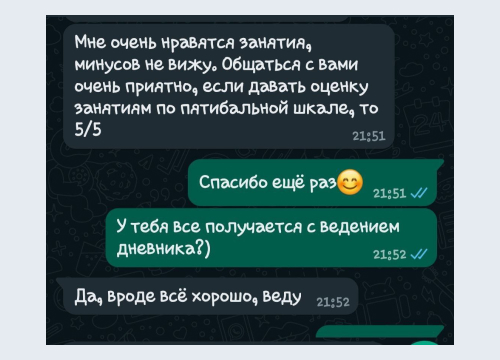 Мне очень нравятся занятия,
минусов не вижу. Общаться с вами
очень приятно, если давать оценку
занятиям по пятибальной шкале, то
5/5
21:51
Спасибо ещё раз😊
21:51
У тебя все получается с ведением
дневника?)
21:52
Да, вроде всё хорошо, веду
21:52